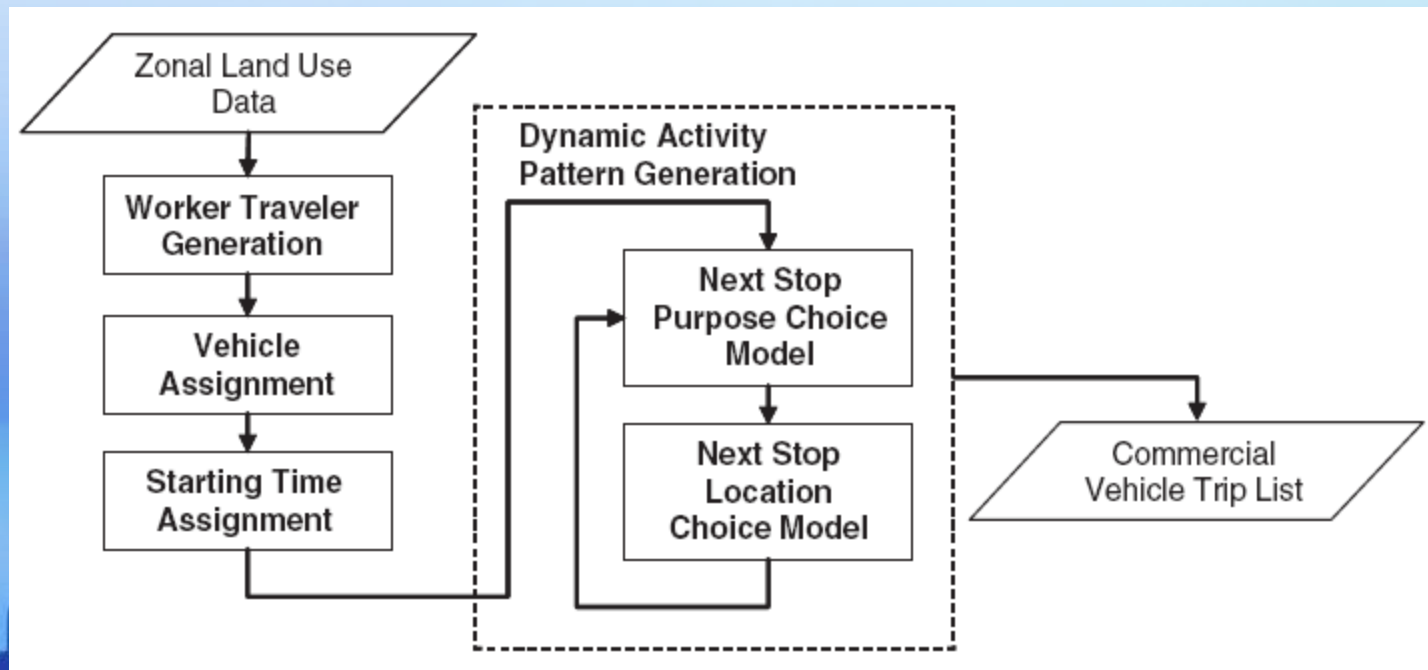 Zonal Land Use
Data
Worker Traveler
Generation
Vehicle
Assignment
Starting Time
Assignment
Dynamic Activity
Pattern Generation
Next Stop
Purpose Choice
Model
Next Stop
Location
Choice Model
Commercial
Vehicle Trip List